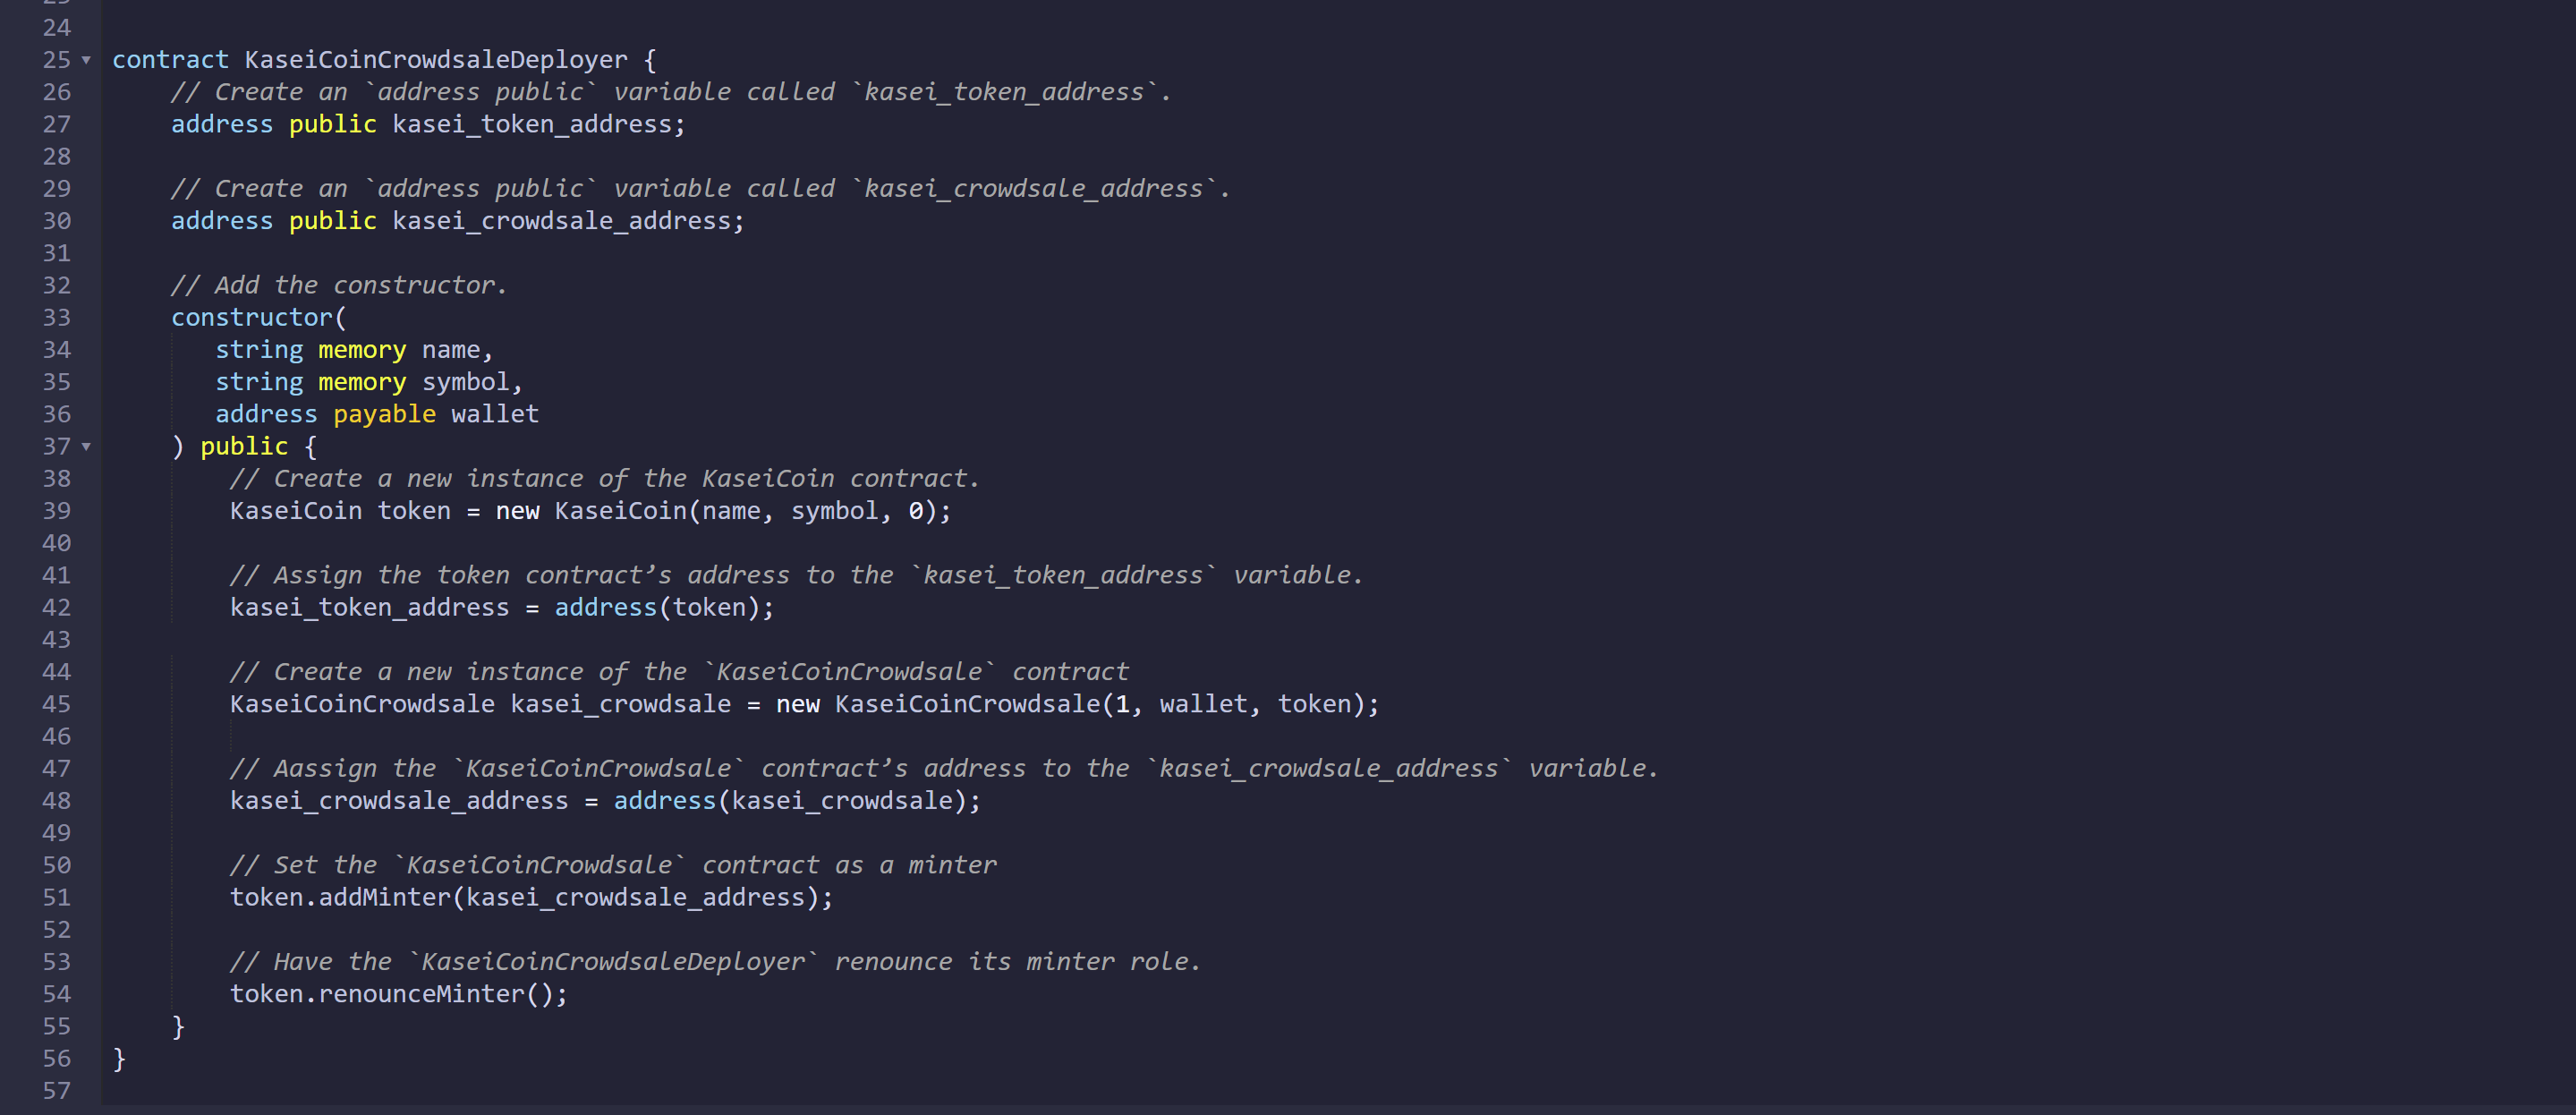 24
25 contract KaseiCoinCrowdsaleDeployer {
26 // Create an `address public` variable called `kasei_token_address`.
27 address public kasei_token_address;
28
29 // Create an `address public` variable called `kasei_crowdsale_address`.
30 address public kasei_crowdsale_address;
31
32 // Add the constructor.
33 constructor(
34 string memory name,
35 string memory symbol,
36 address payable wallet
37 ) public {
38 // Create a new instance of the KaseiCoin contract.
39 KaseiCoin token = new KaseiCoin(name, symbol, 0);
40
41 // Assign the token contract’s address to the `kasei_token_address` variable.
42 kasei_token_address = address(token);
43
44 // Create a new instance of the `KaseiCoinCrowdsale` contract
45 KaseiCoinCrowdsale kasei_crowdsale = new KaseiCoinCrowdsale(1, wallet, token);
46
47 // Aassign the `KaseiCoinCrowdsale` contract’s address to the `kasei_crowdsale_address` variable.
48 kasei_crowdsale_address = address(kasei_crowdsale);
49
50 // Set the `KaseiCoinCrowdsale` contract as a minter
51 token.addMinter(kasei_crowdsale_address);
52
53 // Have the `KaseiCoinCrowdsaleDeployer` renounce its minter role.
54 token.renounceMinter();
55 }
56 }
57